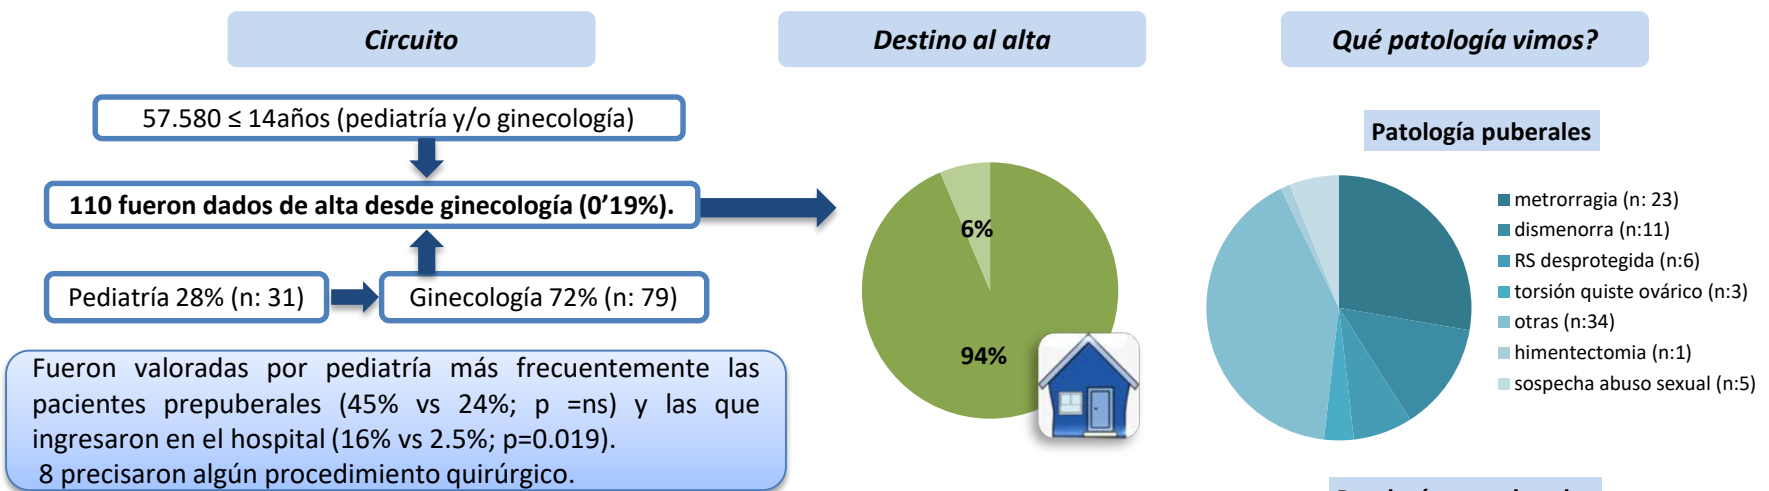 Circuito
57.580 ≤ 14años (pediatría y/o ginecología)
110 fueron dados de alta desde ginecología (0’19%).
Pediatría 28% (n: 31)
Ginecología 72% (n: 79)
Fueron valoradas por pediatría más frecuentemente las
pacientes prepuberales (45% vs 24%; p =ns) y las que
ingresaron en el hospital (16% vs 2.5%; p=0.019).
8 precisaron algún procedimiento quirúrgico.
Destino al alta
6%
94%
Qué patología vimos?
Patología puberales
metrorragia (n: 23)
dismenorra (n:11)
RS desprotegida (n:6)
torsión quiste ovárico (n:3)
otras (n:34)
himentectomia (n:1)
sospecha abuso sexual (n:5)